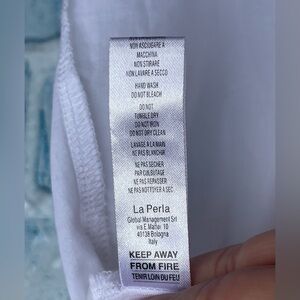 NON ASCIUGARE A
MACCHINA
NON STIRARE
NON LAVARE A SECCO
HAND WASH
DO NOT BLEACH
DO NOT
TUMBLE DRY
DO NOT IRON
DO NOT DRY CLEAN
LAVAGE A LA MAIN
NE PAS BLANCHIR
NE PAS SECHER
PAR CULBUTAGE
NE PAS REPASSER
NE PAS NOTTOYER A SEC
La Perla
Global Management Srl
via E. Mattei 10
40138 Bologna
Italy
KEEP AWAY
FROM FIRE
TENIR LOIN DU FEU